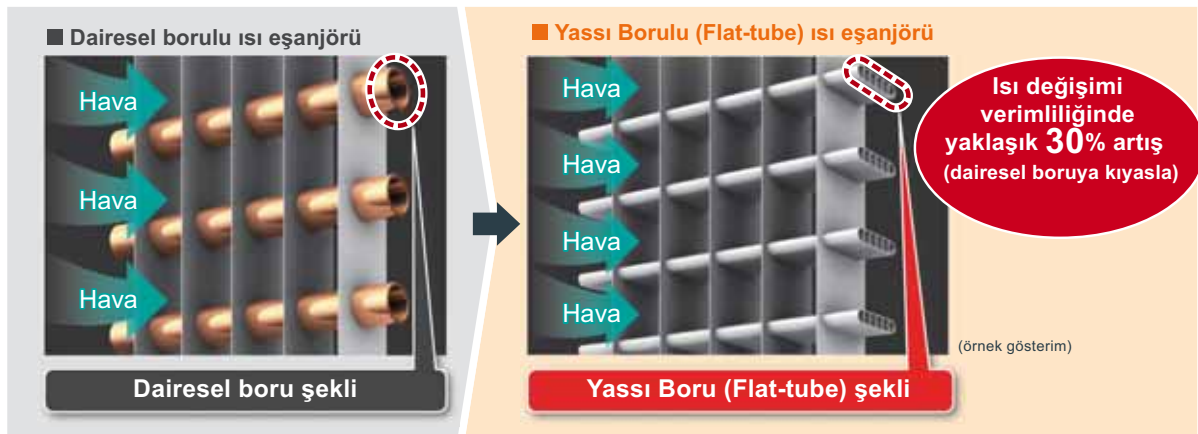 ■ Dairesel borulu ısı eşanjörü
Hava
Hava
Hava
Dairesel boru şekli
■ Yassı Borulu (Flat-tube) ısı eşanjörü
Hava
Hava
Hava
Hava
Yassı Boru (Flat-tube) şekli
Isı değişimi
verimliliğinde
yaklaşık 30% artış
(dairesel boruya kıyasla)
(örnek gösterim)